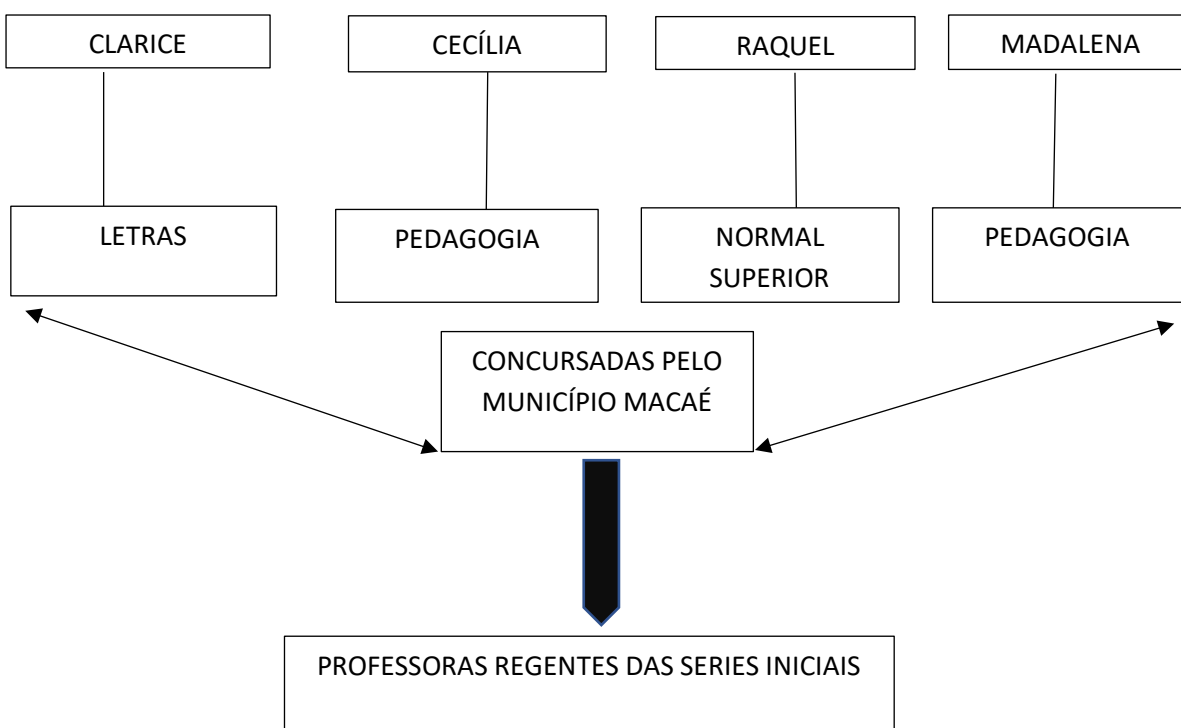 CLARICE
CECÍLIA
RAQUEL
MADALENA
LETRAS
PEDAGOGIA
NORMAL
SUPERIOR
PEDAGOGIA
CONCURSADAS PELO
MUNICÍPIO MACAÉ
PROFESSORAS REGENTES DAS SERIES INICIAIS